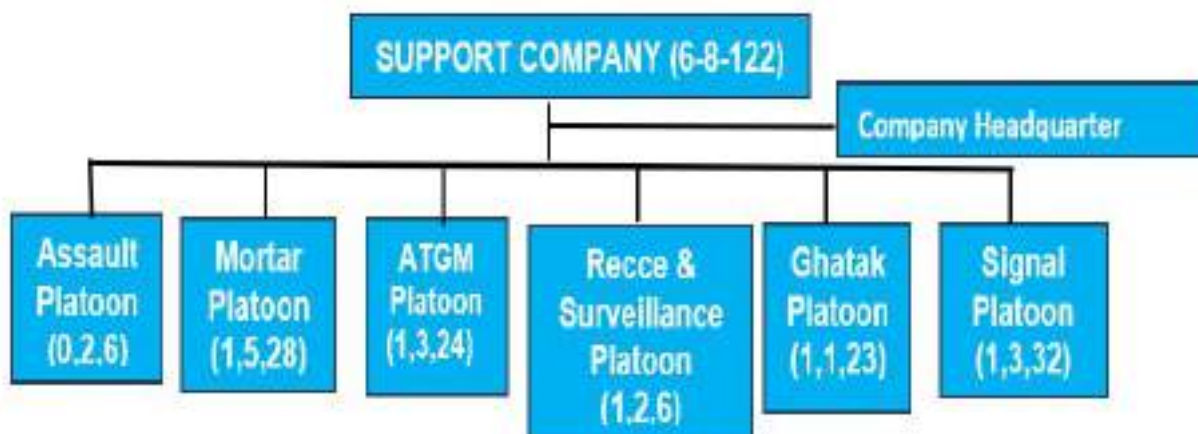 SUPPORT COMPANY (6-8-122)
Company Headquarter
Assault
Platoon
(0,2,6)
Mortar
Platoon
(1,5,28)
ATGM
Platoon
(1,3,24)
Recce &
Surveillance
Platoon
(1,2,6)
Ghatak
Platoon
(1,1,23)
Signal
Platoon
(1,3,32)